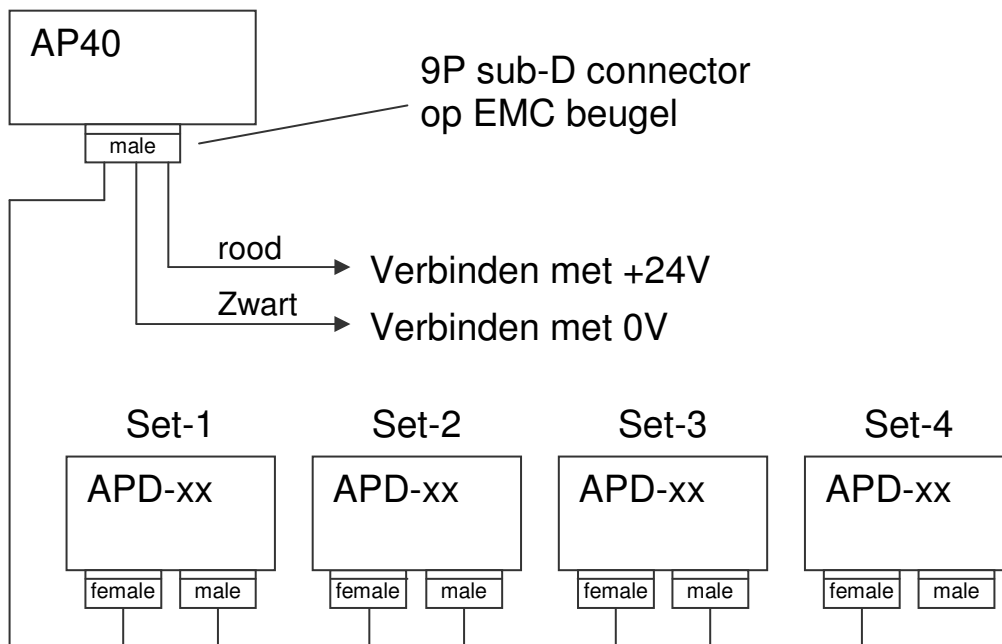 AP40
9P sub-D connector
op EMC beugel
male
rood
Verbinden met +24V
Zwart
Verbinden met 0V
Set-1 Set-2 Set-3 Set-4
APD-xx APD-xx APD-xx APD-xx
female male female male female male female male